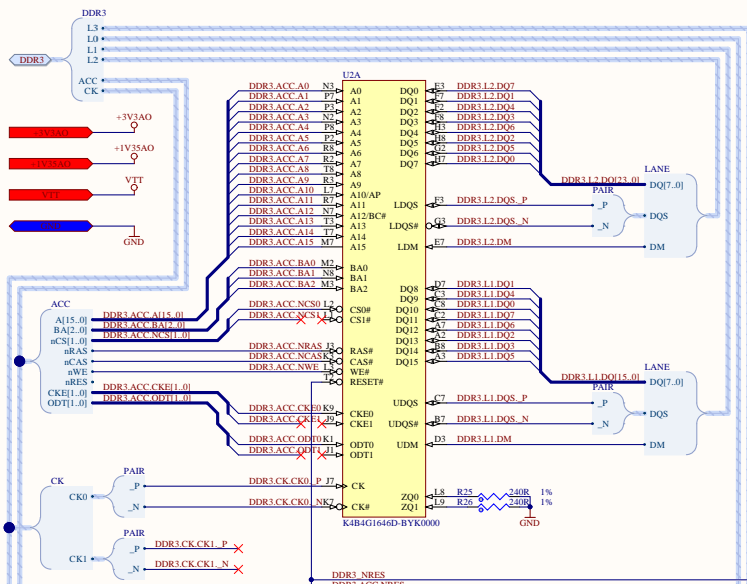 DDR3
DDR3
L3
L0
L1
L2
ACC
CK
+3V3AO
+3V3AO
+1V35AO
+1V35AO
VTT
VTT
GND
ACC
A[15..0]
BA[2..0]
nCS[1..0]
nRAS
nCAS
nWE
nRES
CKE[1..0]
ODT[1..0]
DDR3.ACC.A[15..0]
DDR3.ACC.BA[2..0]
DDR3.ACC.NCS[1..0]
DDR3.ACC.CKE[1..0]
DDR3.ACC.ODT[1..0]
CK
CK0
CK1
PAIR
_P
_N
PAIR
_P
_N
DDR3.CK.CK1_P
DDR3.CK.CK1_N
U2A
DDR3.ACC.A0 N3 A0
DDR3.ACC.A1 P7 A1
DDR3.ACC.A2 P3 A2
DDR3.ACC.A3 N2 A3
DDR3.ACC.A4 P8 A4
DDR3.ACC.A5 P2 A5
DDR3.ACC.A6 R8 A6
DDR3.ACC.A7 R2 A7
DDR3.ACC.A8 T8 A8
DDR3.ACC.A9 R3 A9
DDR3.ACC.A10 L7 A10/AP
DDR3.ACC.A11 R7 A11
DDR3.ACC.A12 N7 A12/BC#
DDR3.ACC.A13 T3 A13
DDR3.ACC.A14 T7 A14
DDR3.ACC.A15 M7 A15
DDR3.ACC.BA0 M2 BA0
DDR3.ACC.BA1 N8 BA1
DDR3.ACC.BA2 M3 BA2
DDR3.ACC.NCS0 L2 CS0#
DDR3.ACC.NCS1 L1 CS1#
DDR3.ACC.NRAS J3 RAS#
DDR3.ACC.NCAS K3 CAS#
DDR3.ACC.NWE L3 WE#
T2 RESET#
DDR3.ACC.CKE0 K9 CKE0
DDR3.ACC.CKE1 J9 CKE1
DDR3.ACC.ODT0 K1 ODT0
DDR3.ACC.ODT1 J1 ODT1
DDR3.CK.CK0_P J7 CK
DDR3.CK.CK0_N K7 CK#
DQ0 E3 DDR3.L2.DQ7
DQ1 F7 DDR3.L2.DQ1
DQ2 F2 DDR3.L2.DQ4
DQ3 F8 DDR3.L2.DQ3
DQ4 H3 DDR3.L2.DQ6
DQ5 H8 DDR3.L2.DQ2
DQ6 G2 DDR3.L2.DQ5
DQ7 H7 DDR3.L2.DQ0
LDQS F3 DDR3.L2.DQS_P
LDQS# G3 DDR3.L2.DQS_N
LDM E7 DDR3.L2.DM
DQ8 D7 DDR3.L1.DQ1
DQ9 C3 DDR3.L1.DQ4
DQ10 C8 DDR3.L1.DQ0
DQ11 C2 DDR3.L1.DQ7
DQ12 A7 DDR3.L1.DQ6
DQ13 A2 DDR3.L1.DQ2
DQ14 B8 DDR3.L1.DQ3
DQ15 A3 DDR3.L1.DQ5
UDQS C7 DDR3.L1.DQS_P
UDQS# B7 DDR3.L1.DQS_N
UDM D3 DDR3.L1.DM
ZQ0 L8 R25 240R 1%
ZQ1 L9 R26 240R 1%
GND
K4B4G1646D-BYK0000
DDR3.L2.DQ[23..0]
PAIR
_P
_N
LANE
DQ[7..0]
DQS
DM
DDR3.L1.DQ[15..0]
PAIR
_P
_N
LANE
DQ[7..0]
DQS
DM
DDR3_NRES
DDR3.ACC.NRES